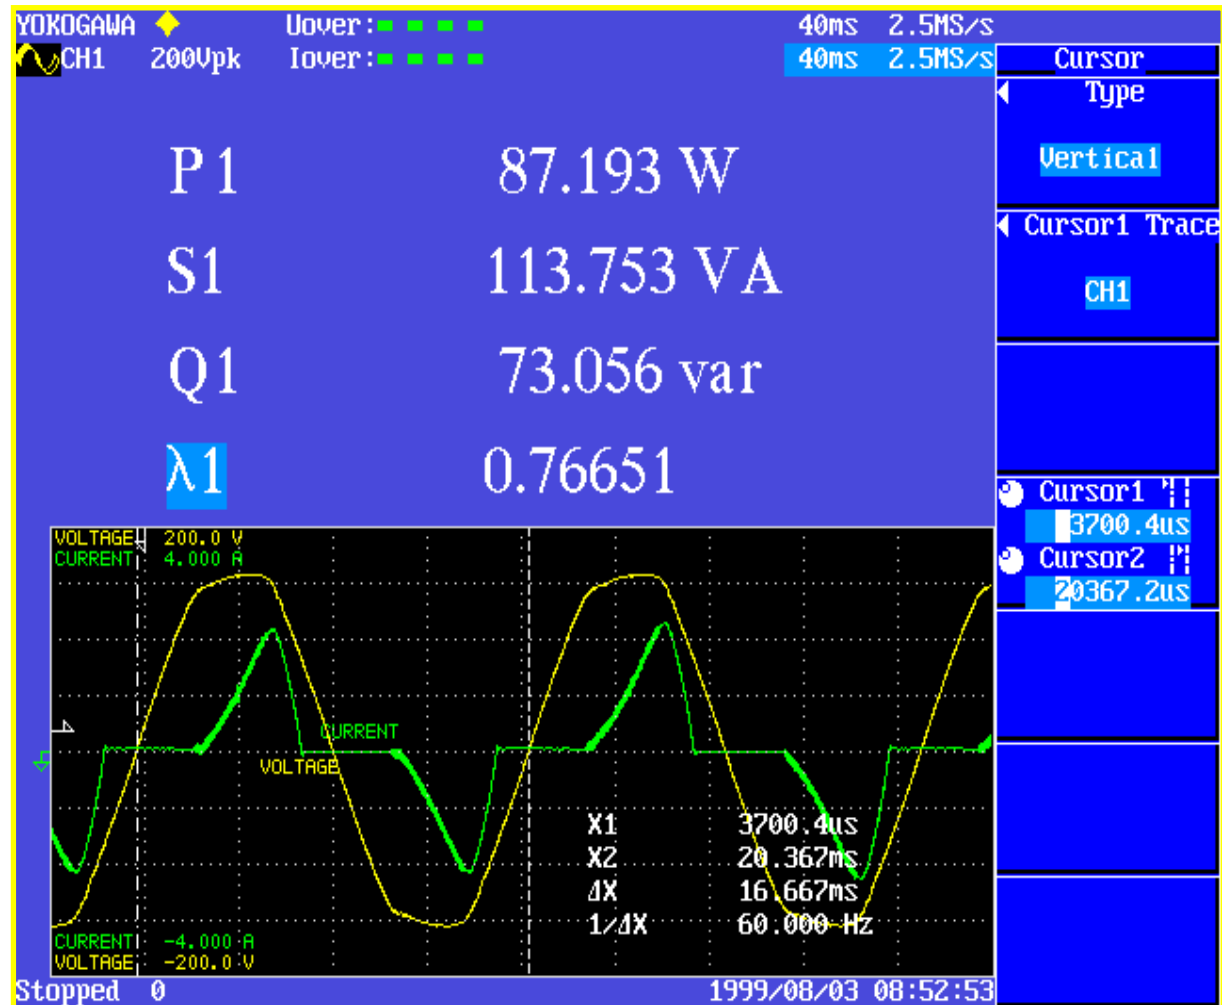 YOKOGAWA Uover: 40ms 2.5MS/s
CH1 200Vpk Iover: 40ms 2.5MS/s
Cursor
Type
Vertical
Cursor1 Trace
CH1
Cursor1
3700.4us
Cursor2
20367.2us
P1 87.193 W
S1 113.753 VA
Q1 73.056 var
λ1 0.76651
VOLTAGE 200.0 V
CURRENT 4.000 A
CURRENT
VOLTAGE
X1 3700.4us
X2 20.367ms
ΔX 16.667ms
1/ΔX 60.000 Hz
CURRENT -4.000 A
VOLTAGE -200.0 V
Stopped 0 1999/08/03 08:52:53